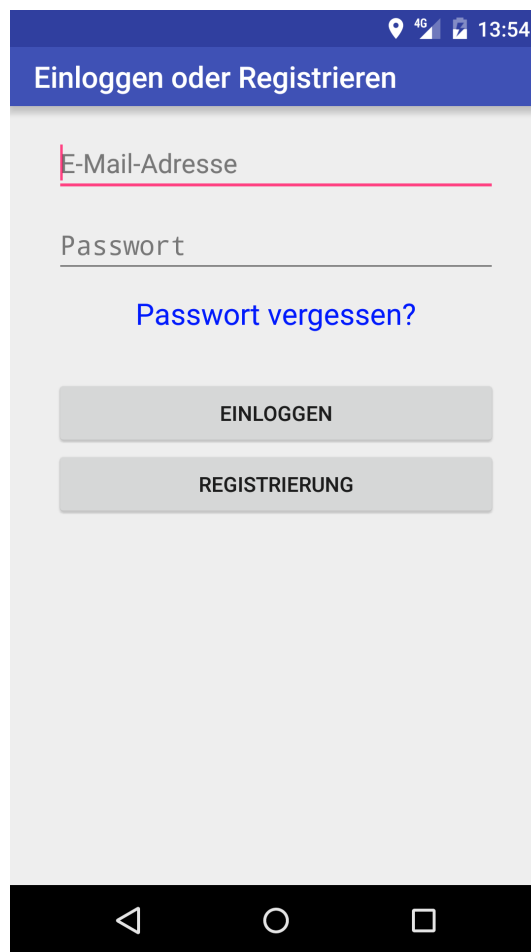 4G 13:54
Einloggen oder Registrieren
E-Mail-Adresse
Passwort
Passwort vergessen?
EINLOGGEN
REGISTRIERUNG